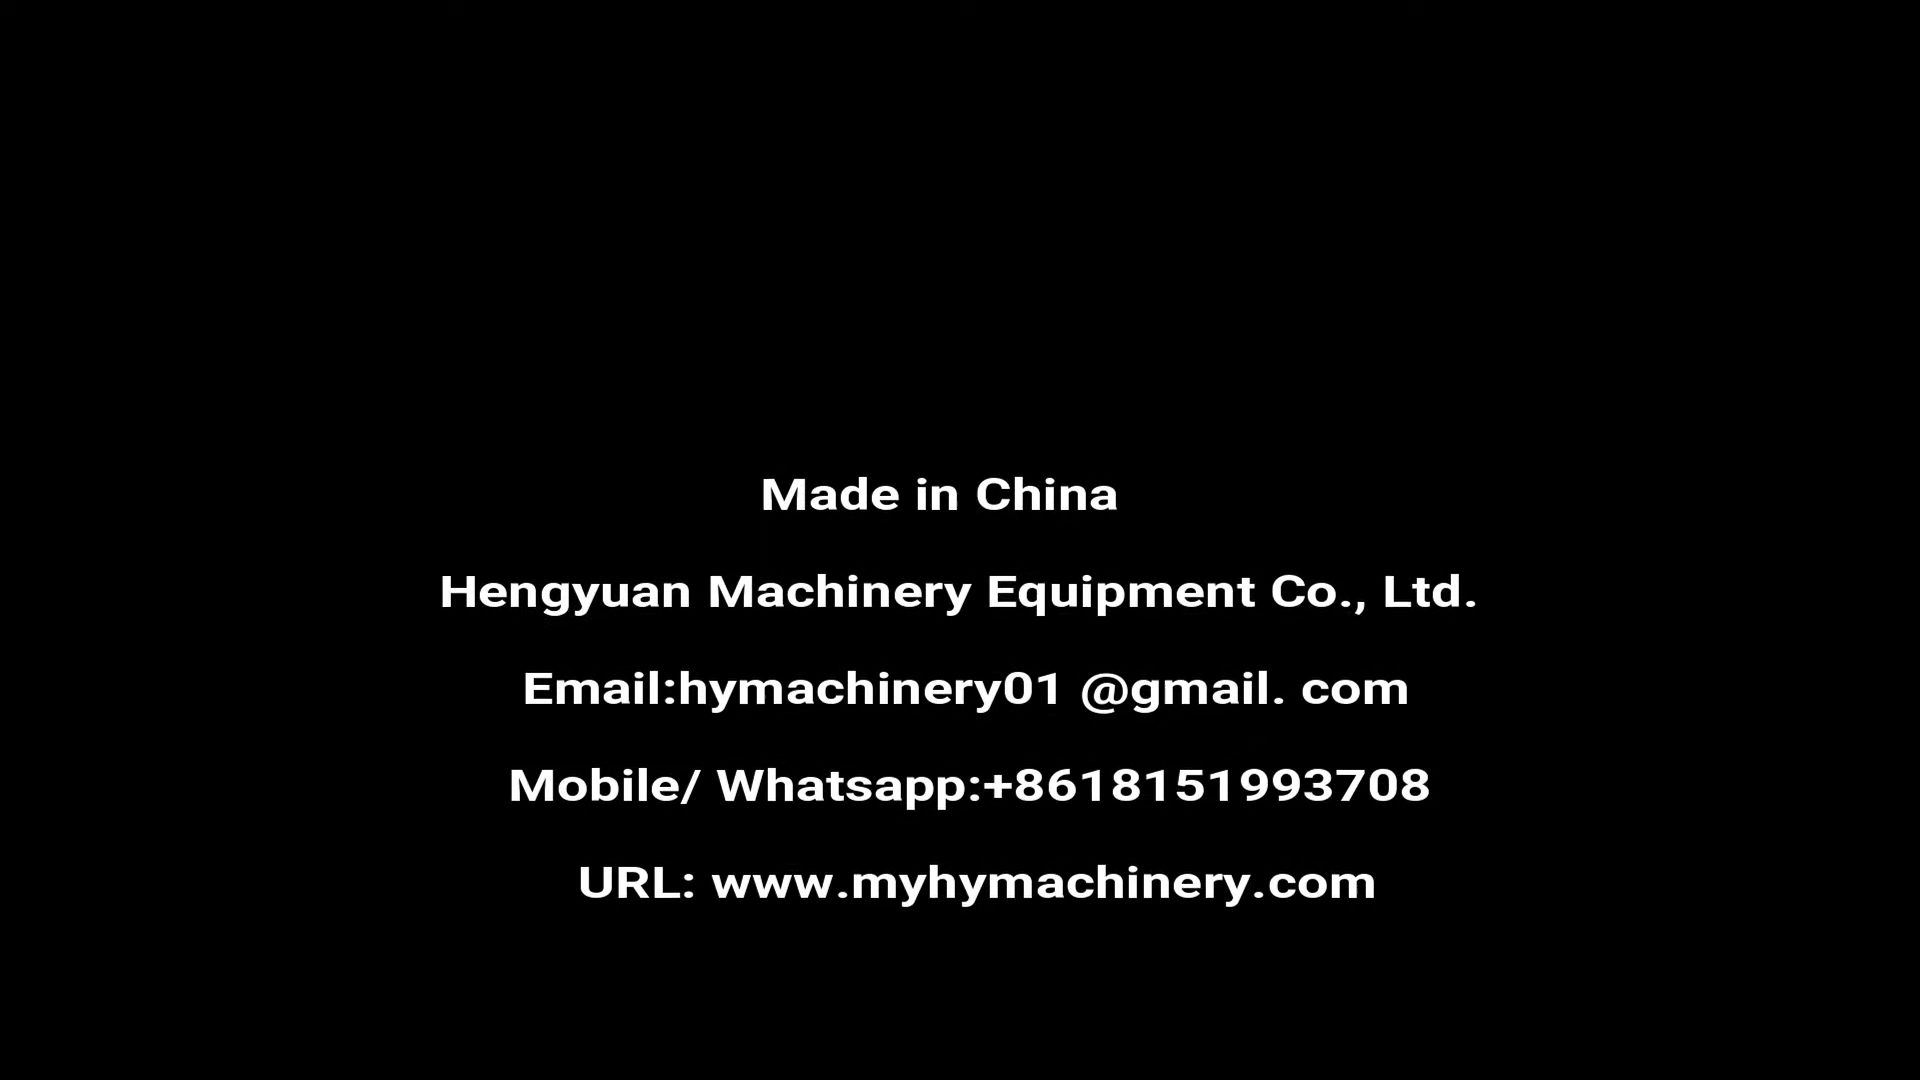 Made in China
Hengyuan Machinery Equipment Co., Ltd.
Email:hymachinery01 @gmail. com
Mobile/ Whatsapp:+8618151993708
URL: www.myhymachinery.com